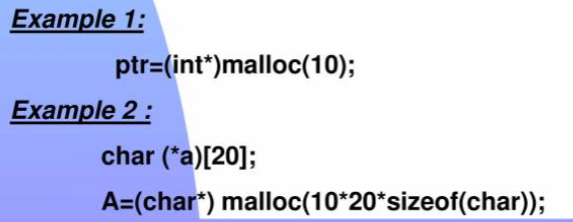 Example 1:
ptr=(int*)malloc(10);
Example 2 :
char (*a)[20];
A=(char*) malloc(10*20*sizeof(char));